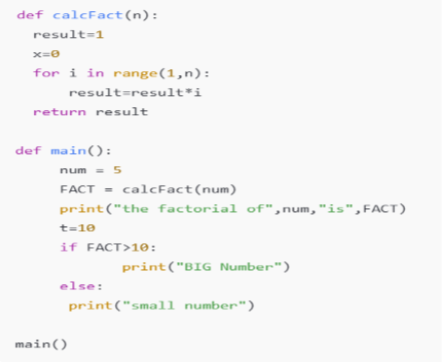 def calcFact(n):
result=1
x=0
for i in range(1,n):
result=result*i
return result
def main():
num = 5
FACT = calcFact(num)
print("the factorial of",num,"is",FACT)
t=10
if FACT>10:
print("BIG Number")
else:
print("small number")
main()